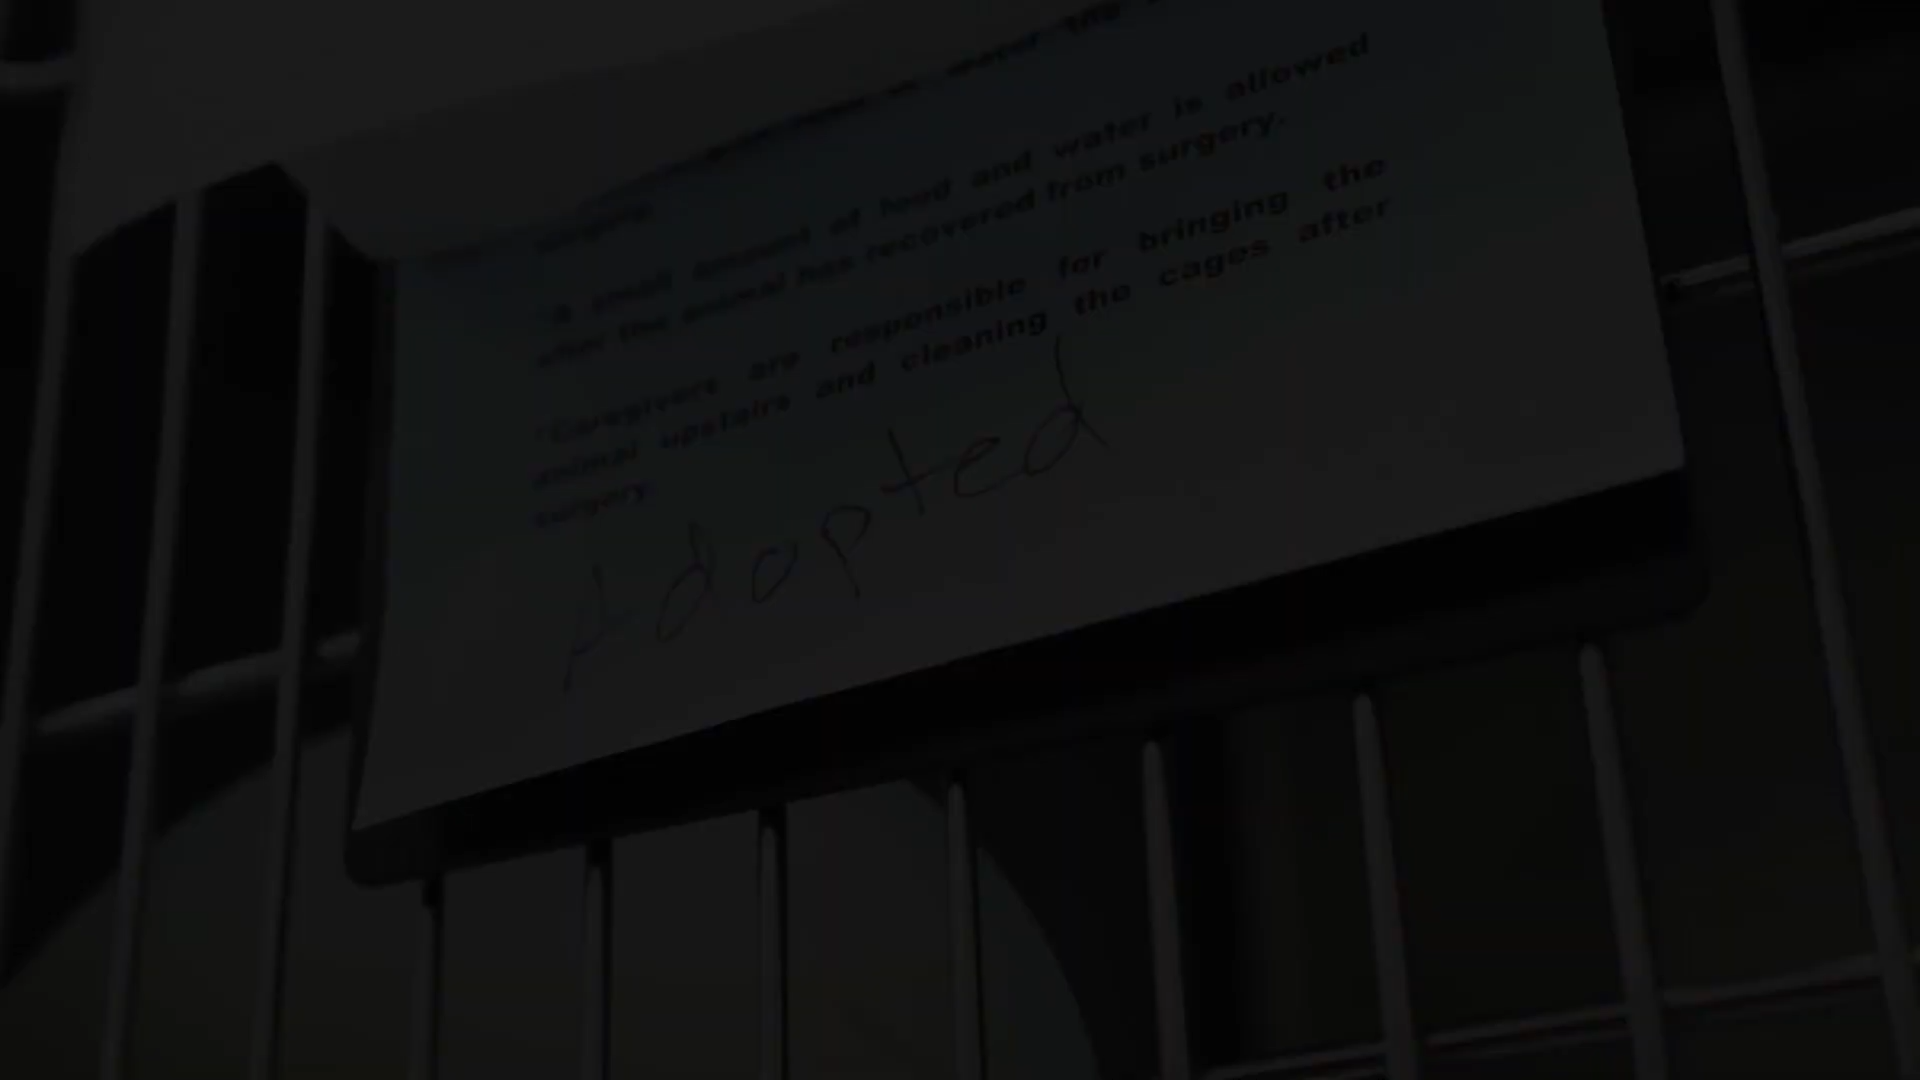 surgery.
*A small amount of food and water is allowed
after the animal has recovered from surgery.
*Caregivers are responsible for bringing the
animal upstairs and cleaning the cages after
surgery.
Adopted